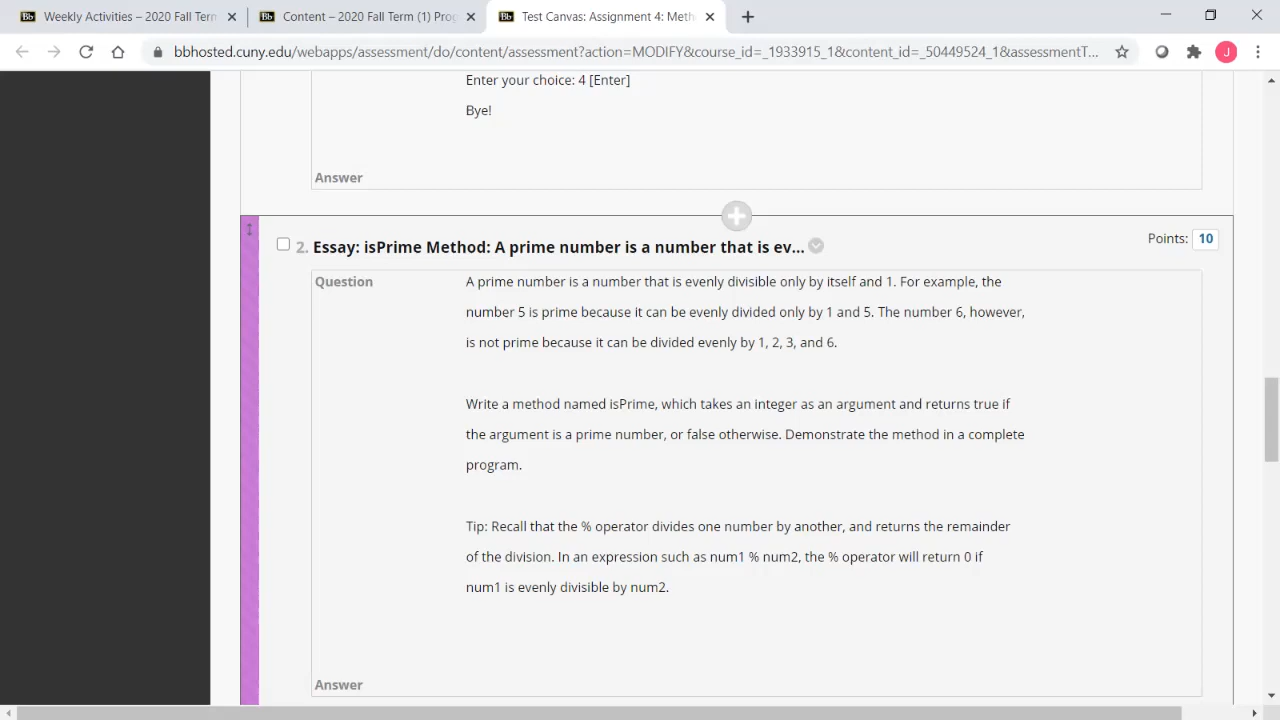 Weekly Activities – 2020 Fall Tern
Content – 2020 Fall Term (1) Pro
Test Canvas: Assignment 4: Meth
bbhosted.cuny.edu/webapps/assessment/do/content/assessment?action=MODIFY&course_id=_1933915_1&content_id=_50449524_1&assessmentT...
J
Enter your choice: 4 [Enter]
Bye!
Answer
2. Essay: isPrime Method: A prime number is a number that is ev...
Points: 10
Question
A prime number is a number that is evenly divisible only by itself and 1. For example, the
number 5 is prime because it can be evenly divided only by 1 and 5. The number 6, however,
is not prime because it can be divided evenly by 1, 2, 3, and 6.
Write a method named isPrime, which takes an integer as an argument and returns true if
the argument is a prime number, or false otherwise. Demonstrate the method in a complete
program.
Tip: Recall that the % operator divides one number by another, and returns the remainder
of the division. In an expression such as num1 % num2, the % operator will return 0 if
num1 is evenly divisible by num2.
Answer